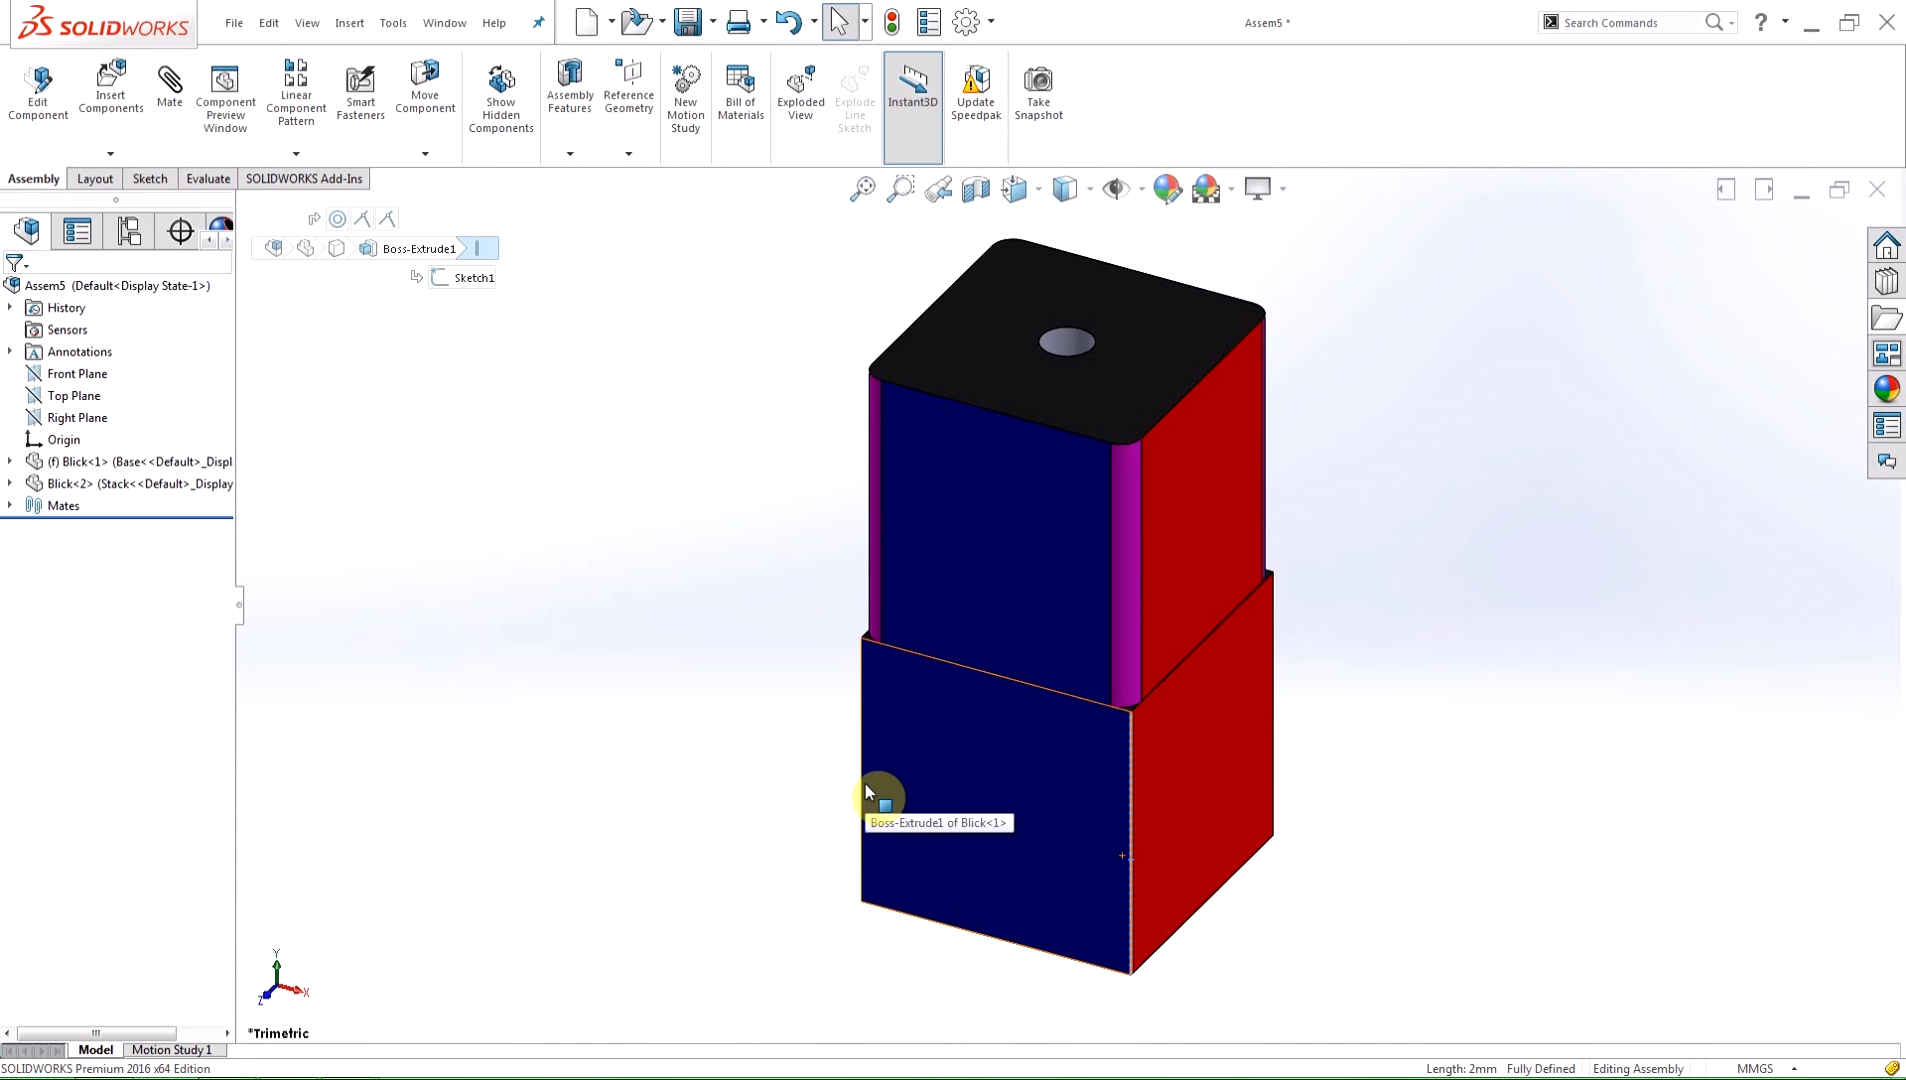 SOLIDWORKS
File Edit View Insert Tools Window Help
Assem5 *
Search Commands
?
Edit Component
Insert Components
Mate
Component Preview Window
Linear Component Pattern
Smart Fasteners
Move Component
Show Hidden Components
Assembly Features
Reference Geometry
New Motion Study
Bill of Materials
Exploded View
Explode Line Sketch
Instant3D
Update Speedpak
Take Snapshot
Assembly Layout Sketch Evaluate SOLIDWORKS Add-Ins
Boss-Extrude1
Sketch1
Assem5 (Default<Display State-1>)
History
Sensors
A Annotations
Front Plane
Top Plane
Right Plane
Origin
(f) Blick<1> (Base<<Default>_Displ
Blick<2> (Stack<<Default>_Display
Mates
Boss-Extrude1 of Blick<1>
Y
X
Z
*Trimetric
Model Motion Study 1
SOLIDWORKS Premium 2016 x64 Edition
Length: 2mm Fully Defined Editing Assembly MMGS